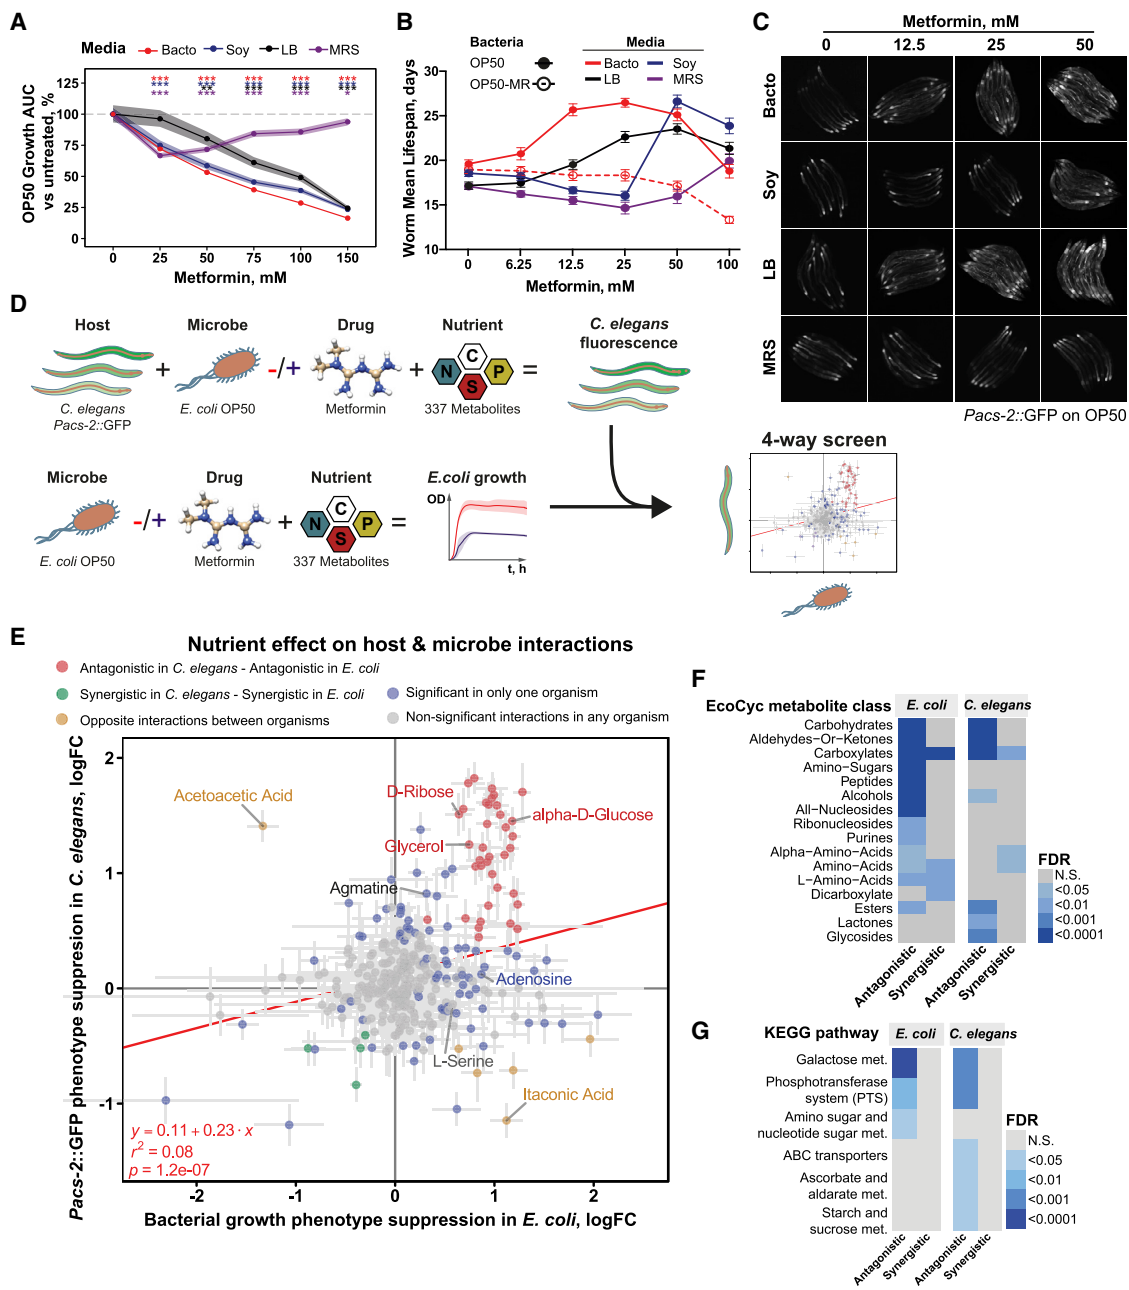 A
Media
Bacto
Soy
LB
MRS
OP50 Growth AUC
vs untreated, %
125
100
75
50
25
0
*** *** *** *** ***
*** *** *** *** ***
** *** *** ***
*** *** *
0 25 50 75 100 150
Metformin, mM
B
Bacteria
OP50
OP50-MR
Media
Bacto
Soy
LB
MRS
Worm Mean Lifespan, days
30
25
20
15
10
0 6.25 12.5 25 50 100
Metformin, mM
C
Metformin, mM
0 12.5 25 50
Bacto
Soy
LB
MRS
Pacs-2::GFP on OP50
D
Host
Microbe
Drug
Nutrient
C. elegans
fluorescence
+ -/+ + =
N C P S
C. elegans
Pacs-2::GFP
E. coli OP50
Metformin
337 Metabolites
Microbe
Drug
Nutrient
E.coli growth
-/+ + =
N C P S
OD
t, h
E. coli OP50
Metformin
337 Metabolites
4-way screen
E
Nutrient effect on host & microbe interactions
Antagonistic in C. elegans - Antagonistic in E. coli
Synergistic in C. elegans - Synergistic in E. coli
Significant in only one organism
Opposite interactions between organisms
Non-significant interactions in any organism
Pacs-2::GFP phenotype suppression in C. elegans, logFC
2
1
0
-1
Acetoacetic Acid
D-Ribose
alpha-D-Glucose
Glycerol
Agmatine
Adenosine
L-Serine
Itaconic Acid
y = 0.11 + 0.23 · x
r² = 0.08
p = 1.2e-07
-2 -1 0 1 2
Bacterial growth phenotype suppression in E. coli, logFC
F
EcoCyc metabolite class
E. coli
C. elegans
Carbohydrates
Aldehydes-Or-Ketones
Carboxylates
Amino-Sugars
Peptides
Alcohols
All-Nucleosides
Ribonucleosides
Purines
Alpha-Amino-Acids
Amino-Acids
L-Amino-Acids
Dicarboxylate
Esters
Lactones
Glycosides
Antagonistic
Synergistic
Antagonistic
Synergistic
FDR
N.S.
<0.05
<0.01
<0.001
<0.0001
G
KEGG pathway
E. coli
C. elegans
Galactose met.
Phosphotransferase
system (PTS)
Amino sugar and
nucleotide sugar met.
ABC transporters
Ascorbate and
aldarate met.
Starch and
sucrose met.
Antagonistic
Synergistic
Antagonistic
Synergistic
FDR
N.S.
<0.05
<0.01
<0.001
<0.0001